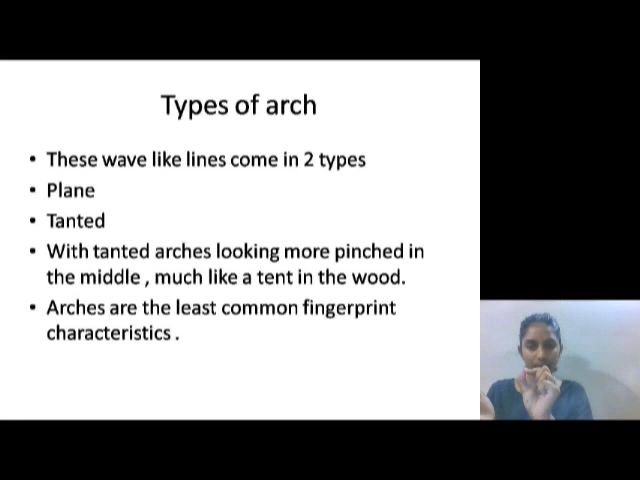 Types of arch
• These wave like lines come in 2 types
• Plane
• Tanted
• With tanted arches looking more pinched in
the middle , much like a tent in the wood.
• Arches are the least common fingerprint
characteristics .